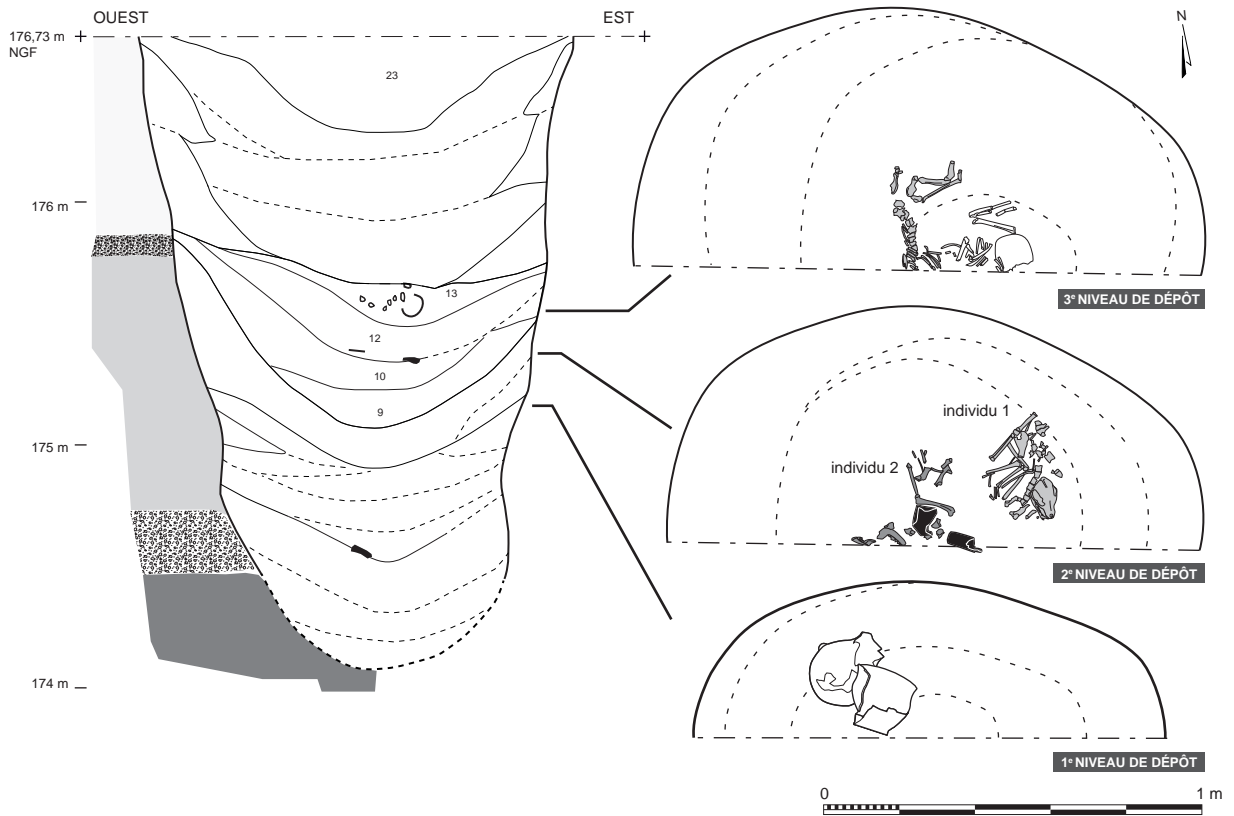 OUEST
EST
176,73 m
NGF
23
N
176 m
13
12
10
9
175 m
174 m
3e NIVEAU DE DÉPÔT
individu 1
individu 2
2e NIVEAU DE DÉPÔT
1e NIVEAU DE DÉPÔT
0
1 m